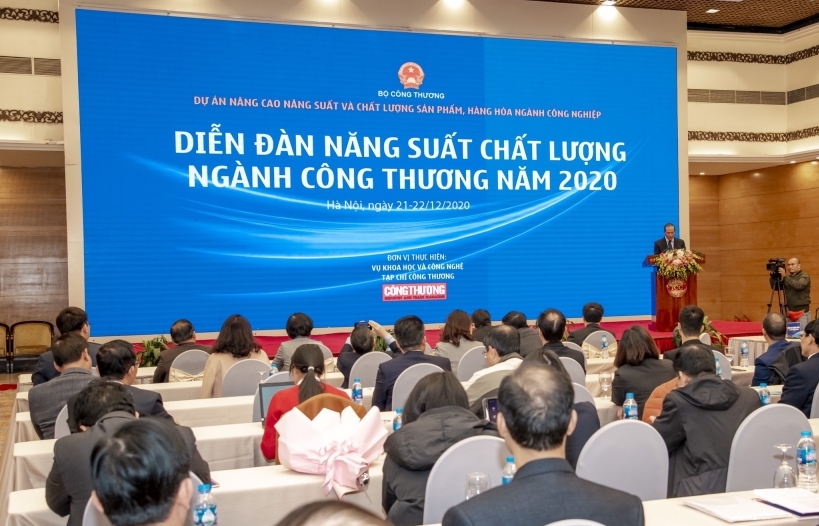 BỘ CÔNG THƯƠNG
DỰ ÁN NÂNG CAO NĂNG SUẤT VÀ CHẤT LƯỢNG SẢN PHẨM, HÀNG HÓA NGÀNH CÔNG NGHIỆP
DIỄN ĐÀN NĂNG SUẤT CHẤT LƯỢNG
NGÀNH CÔNG THƯƠNG NĂM 2020
Hà Nội, ngày 21-22/12/2020
ĐƠN VỊ THỰC HIỆN:
VỤ KHOA HỌC VÀ CÔNG NGHỆ
TẠP CHÍ CÔNG THƯƠNG
CÔNG THƯƠNG